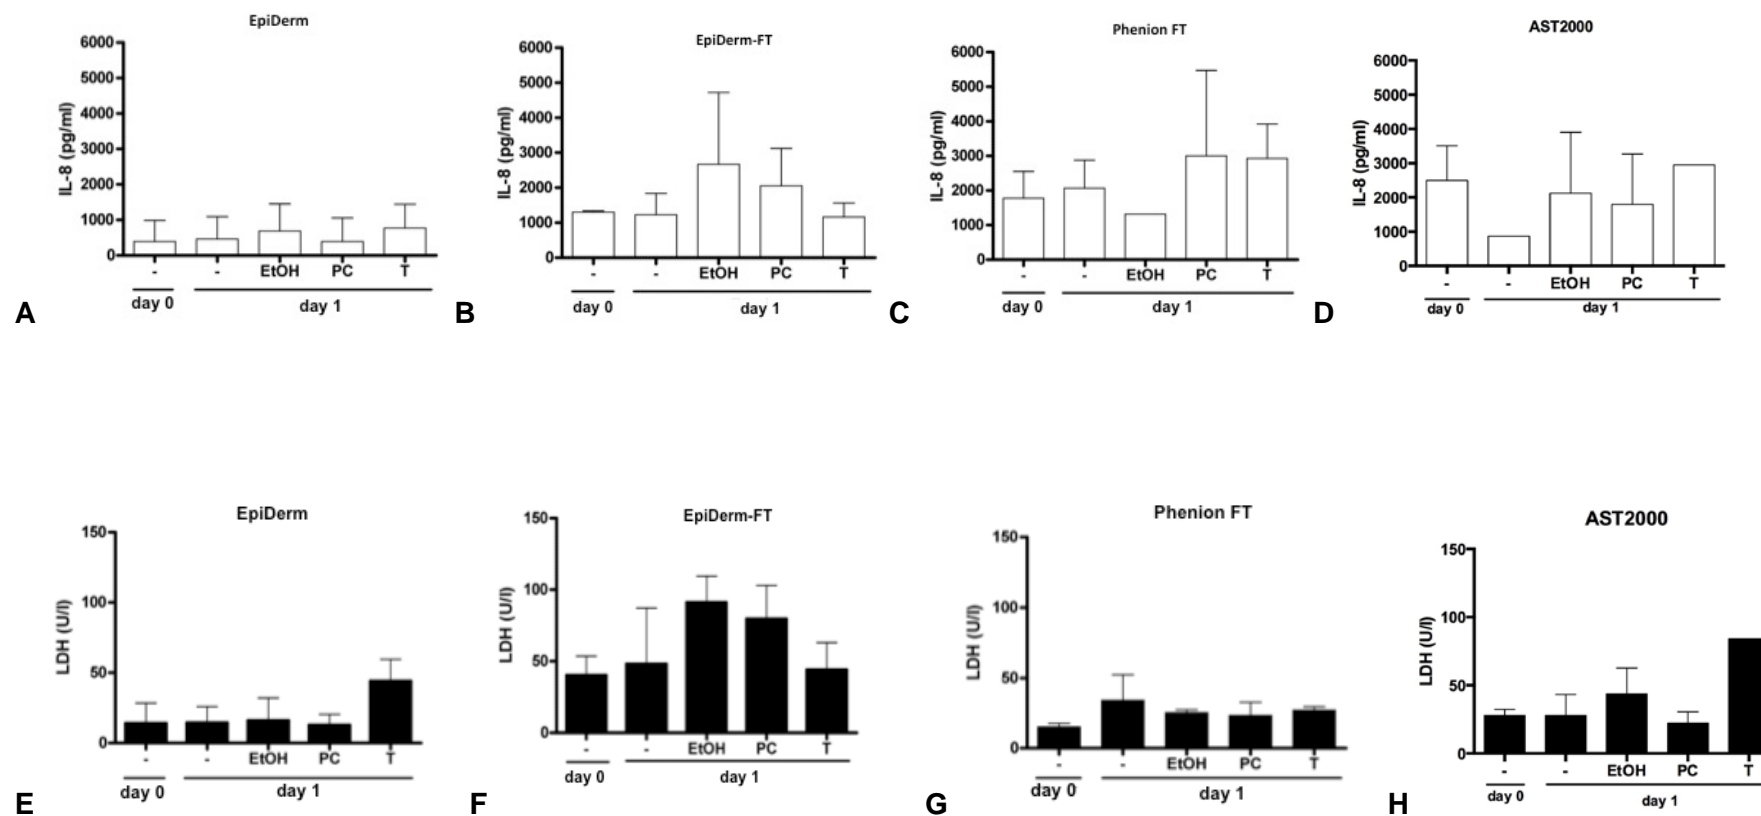 EpiDerm
6000
5000
4000
3000
2000
1000
0
IL-8 (pg/ml)
- - EtOH PC T
day 0 day 1
A
EpiDerm-FT
6000
5000
4000
3000
2000
1000
0
IL-8 (pg/ml)
- - EtOH PC T
day 0 day 1
B
Phenion FT
6000
5000
4000
3000
2000
1000
0
IL-8 (pg/ml)
- - EtOH PC T
day 0 day 1
C
AST2000
6000
5000
4000
3000
2000
1000
0
IL-8 (pg/ml)
- - EtOH PC T
day 0 day 1
D
EpiDerm
150
100
50
0
LDH (U/l)
- - EtOH PC T
day 0 day 1
E
EpiDerm-FT
150
100
50
0
LDH (U/l)
- - EtOH PC T
day 0 day 1
F
Phenion FT
150
100
50
0
LDH (U/l)
- - EtOH PC T
day 0 day 1
G
AST2000
150
100
50
0
LDH (U/l)
- - EtOH PC T
day 0 day 1
H